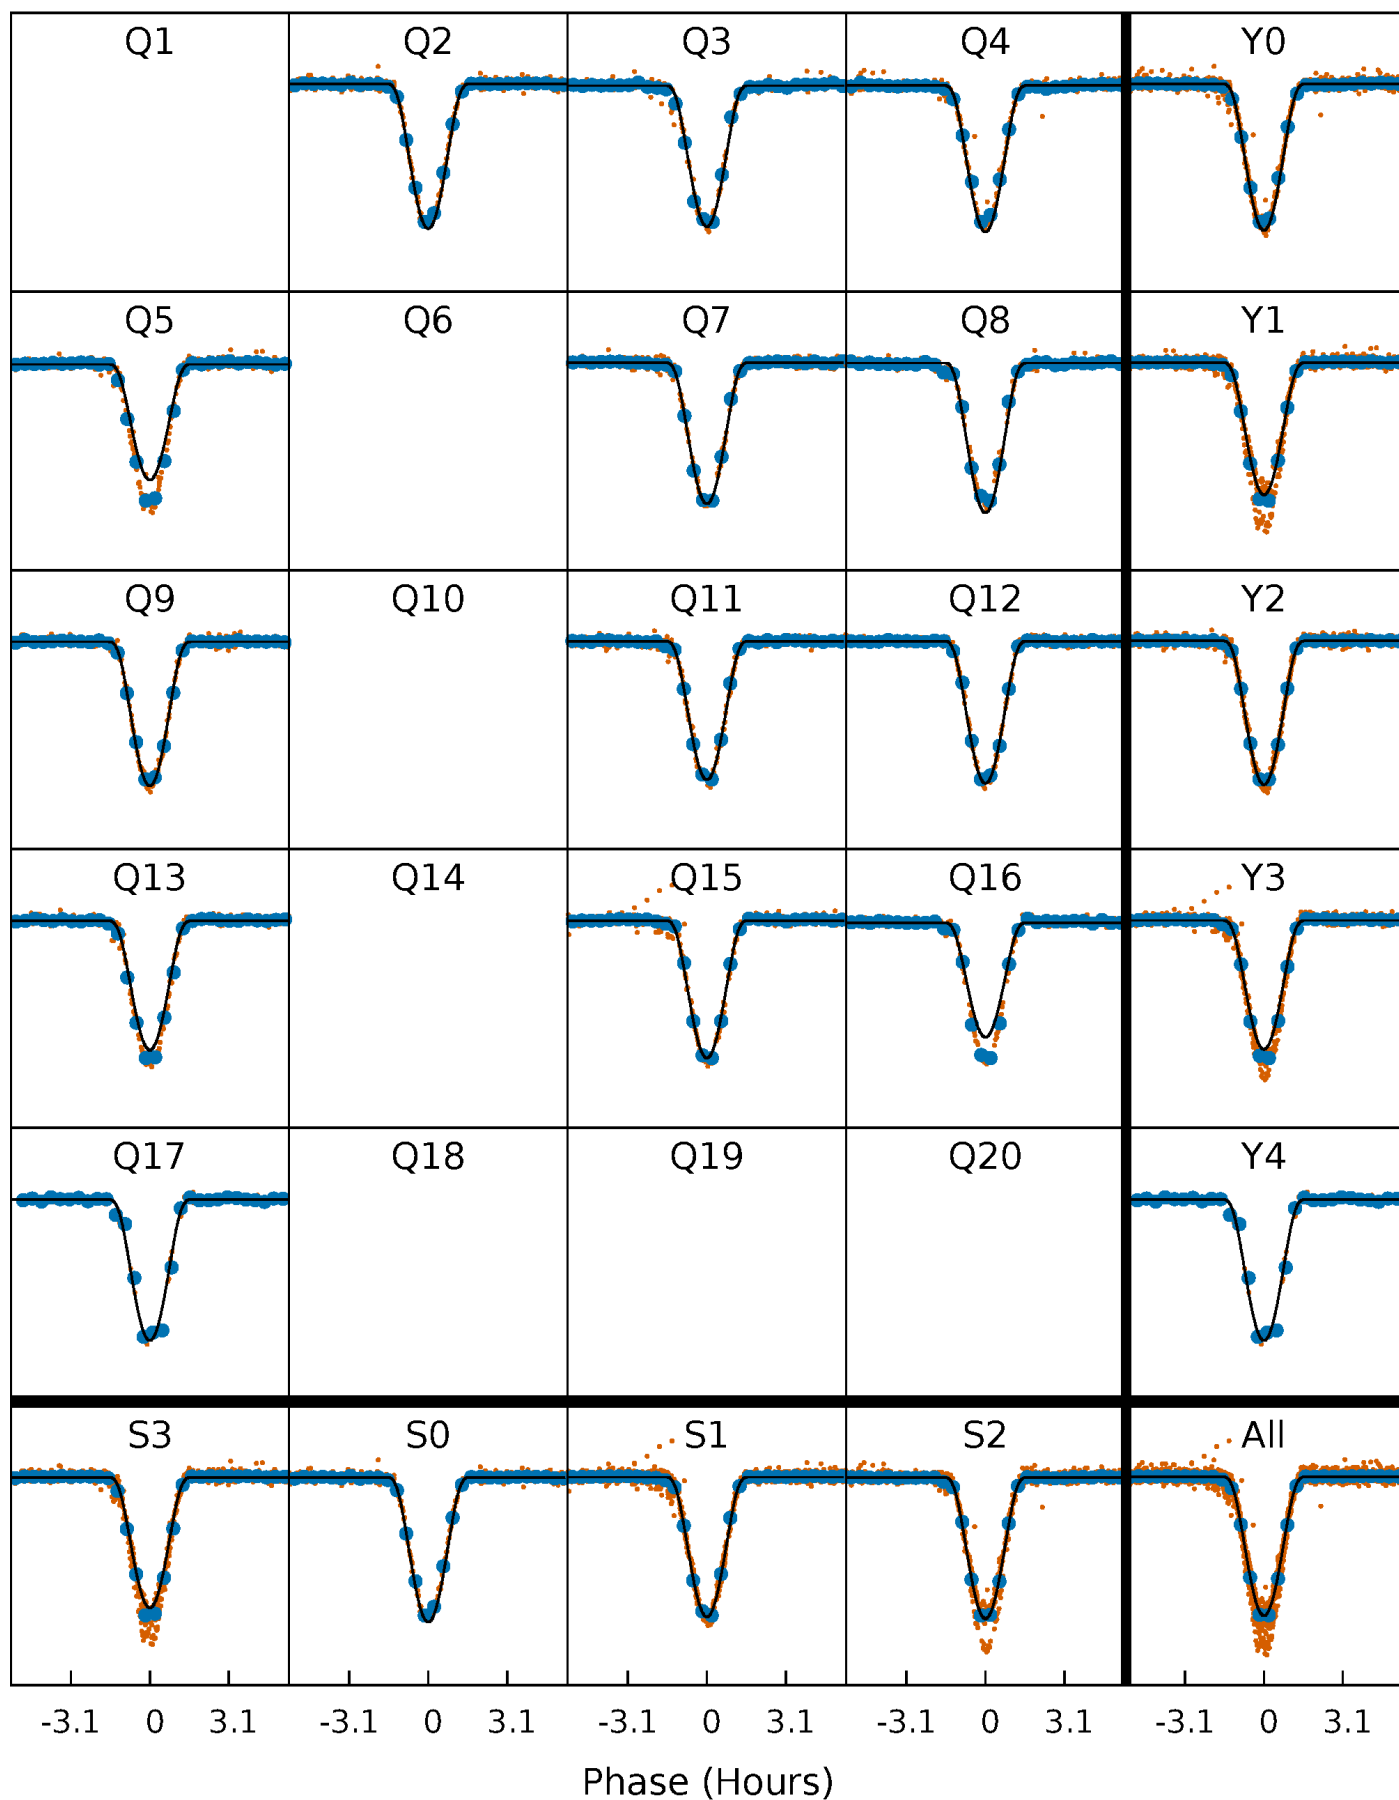 Q1 Q2 Q3 Q4 Y0
Q5 Q6 Q7 Q8 Y1
Q9 Q10 Q11 Q12 Y2
Q13 Q14 Q15 Q16 Y3
Q17 Q18 Q19 Q20 Y4
S3 S0 S1 S2 All
-3.1 0 3.1 -3.1 0 3.1 -3.1 0 3.1 -3.1 0 3.1 -3.1 0 3.1
Phase (Hours)